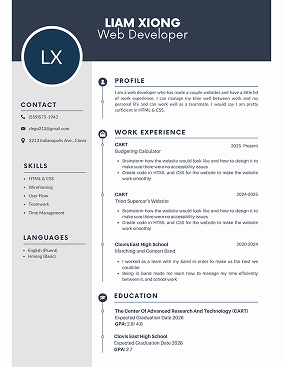 LIAM XIONG
Web Developer
LX
CONTACT
(559)575-1943
2213 Indianapolis Ave., Clovis
SKILLS
HTML & CSS
Wireframing
User Flow
Teamwork
Time Management
LANGUAGES
English (Fluent)
Hmong (Basic)
PROFILE
I am a web developer who has made a couple websites and have a little bit
of work experience. I can manage my time well between work and my
personal life and can work well as a teammate. I would say I am pretty
sufficient in HTML & CSS.
WORK EXPERIENCE
CART
2025-Present
Budgeting Calculator
Brainstorm how the website would look like and how to design it to
make sure there were no accessibility issues
Create code in HTML and CSS for the website to make the website
work smoothly
CART
2024-2025
Trion Supercar's Website
Brainstorm how the website would look like and how to design it to
make sure there were no accessibility issues
Create code in HTML and CSS for the website to make the website
work smoothly
Clovis East High School
2020-2024
Marching and Concert Band
I worked as a team with my band in order to make us the best we
could be
Being in band made me learn how to manage my time efficiently
between it, and school work
EDUCATION
The Center Of Advanced Research And Technology (CART)
Expected Graduation Date 2026
GPA: 2.9/ 4.0
Clovis East High School
Expected Graduation Date 2026
GPA: 2.7